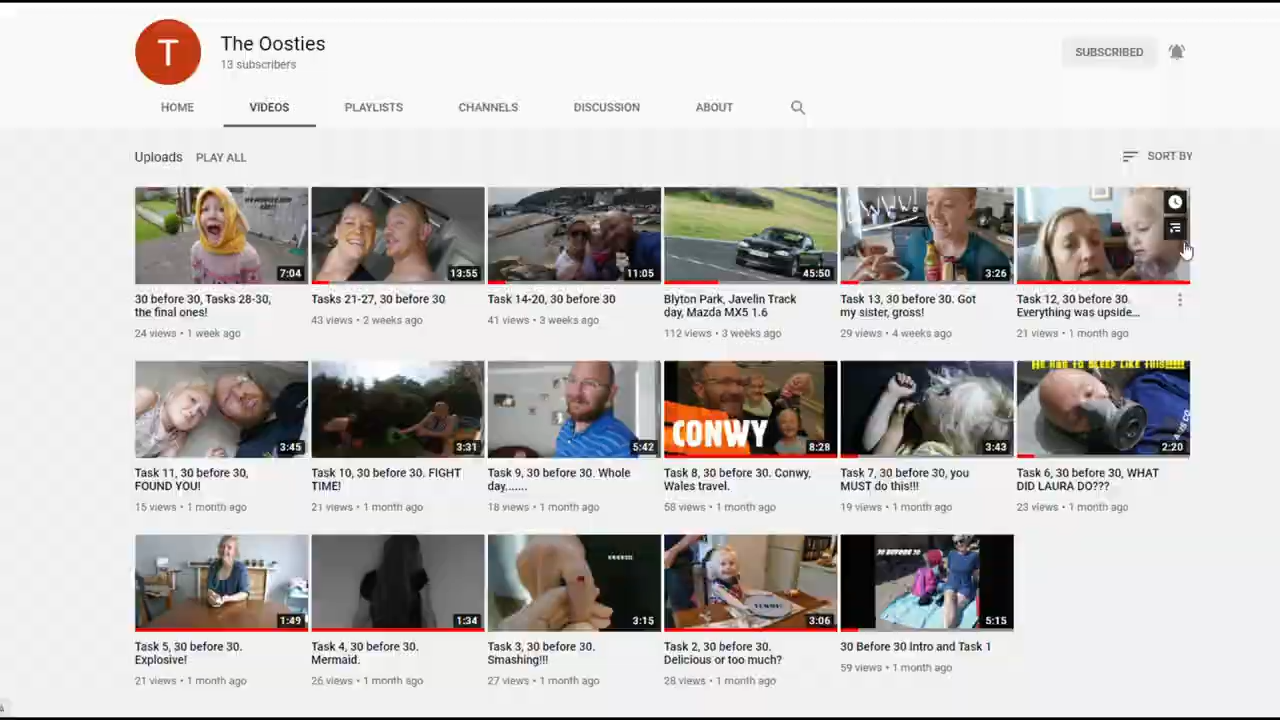 T
The Oosties
13 subscribers
SUBSCRIBED
HOME
VIDEOS
PLAYLISTS
CHANNELS
DISCUSSION
ABOUT
Uploads
PLAY ALL
SORT BY
7:04
13:55
11:05
45:50
3:26
30 before 30, Tasks 28-30,
the final ones!
24 views • 1 week ago
Tasks 21-27, 30 before 30
43 views • 2 weeks ago
Task 14-20, 30 before 30
41 views • 3 weeks ago
Blyton Park, Javelin Track
day, Mazda MX5 1.6
112 views • 3 weeks ago
Task 13, 30 before 30. Got
my sister, gross!
29 views • 4 weeks ago
Task 12, 30 before 30.
Everything was upside...
21 views • 1 month ago
3:45
3:31
5:42
CONWY
8:28
3:43
HE HAD TO SLEEP LIKE THIS!!!!!
2:20
Task 11, 30 before 30,
FOUND YOU!
15 views • 1 month ago
Task 10, 30 before 30. FIGHT
TIME!
21 views • 1 month ago
Task 9, 30 before 30. Whole
day,......
18 views • 1 month ago
Task 8, 30 before 30. Conwy,
Wales travel.
58 views • 1 month ago
Task 7, 30 before 30, you
MUST do this!!!
19 views • 1 month ago
Task 6, 30 before 30, WHAT
DID LAURA DO???
23 views • 1 month ago
1:49
1:34
3:15
3:06
30 BEFORE 30
5:15
Task 5, 30 before 30.
Explosive!
21 views • 1 month ago
Task 4, 30 before 30.
Mermaid.
26 views • 1 month ago
Task 3, 30 before 30.
Smashing!!!
27 views • 1 month ago
Task 2, 30 before 30.
Delicious or too much?
28 views • 1 month ago
30 Before 30 Intro and Task 1
59 views • 1 month ago